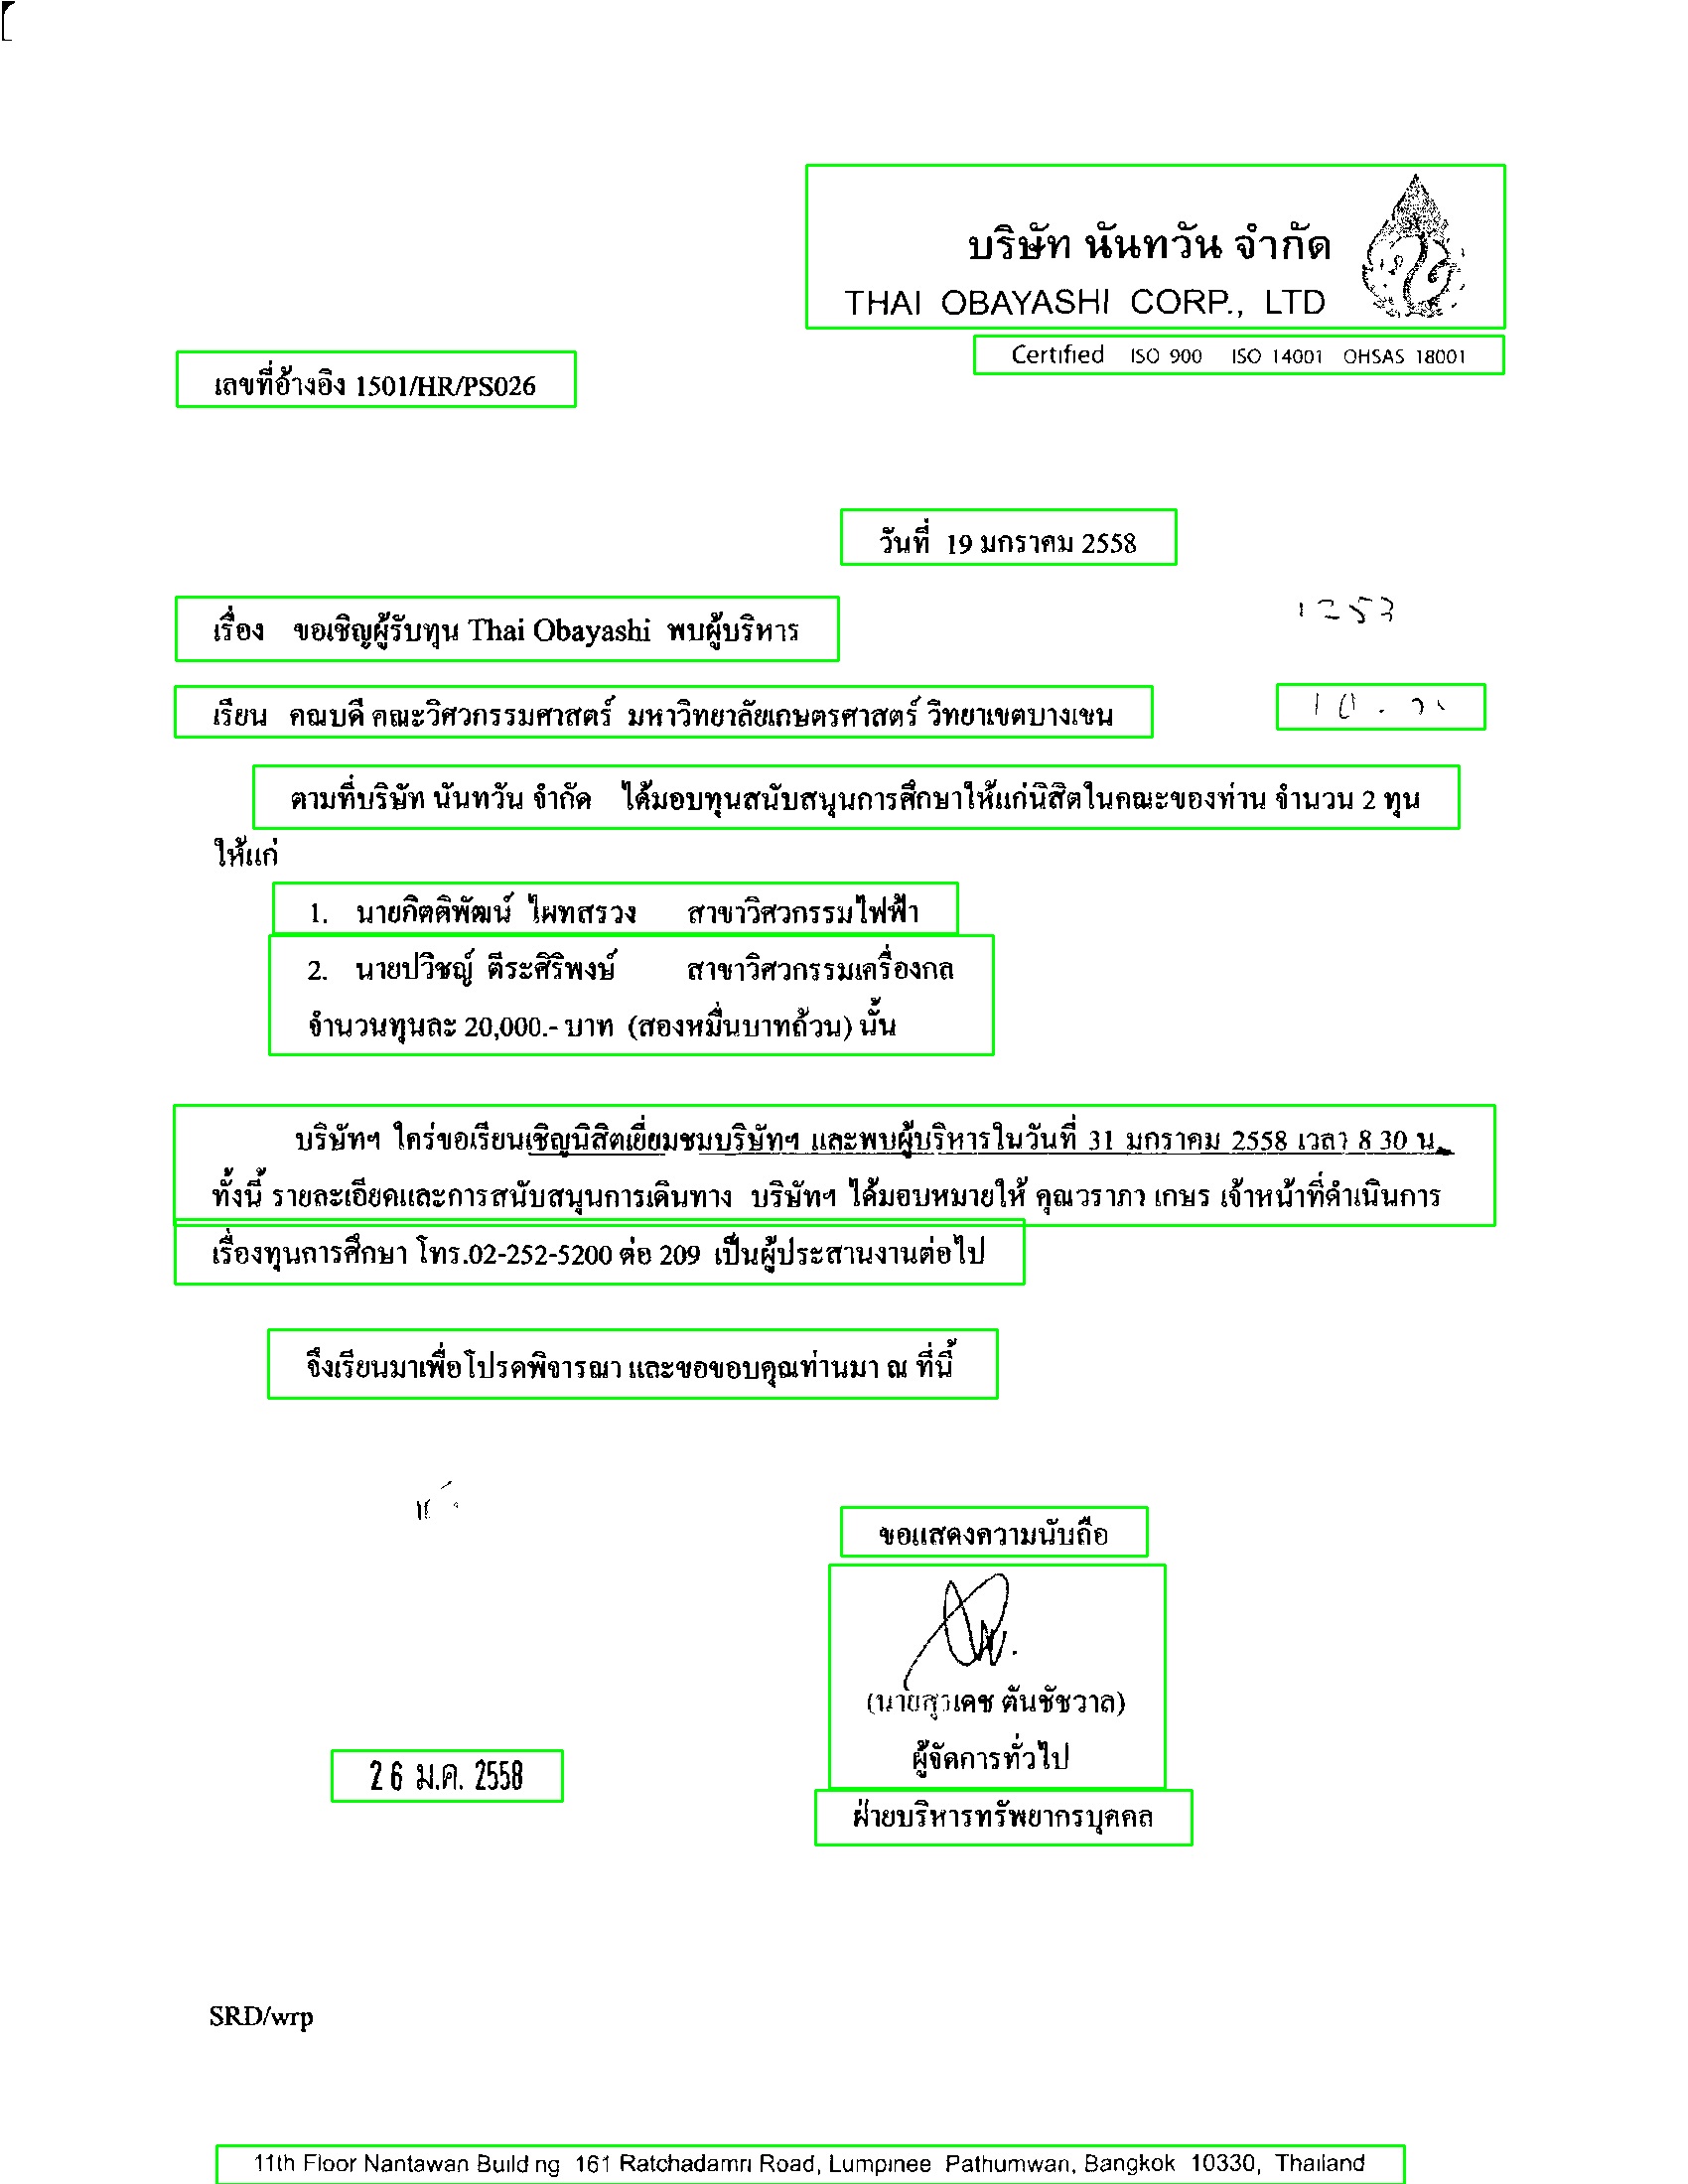 บริษัท นันทวัน จำกัด
THAI OBAYASHI CORP., LTD
Certified ISO 900 ISO 14001 OHSAS 18001
เลขที่อ้างอิง 1501/HR/PS026
วันที่ 19 มกราคม 2558
เรื่อง ขอเชิญผู้รับทุน Thai Obayashi พบผู้บริหาร
1253
เรียน คณบดี คณะวิศวกรรมศาสตร์ มหาวิทยาลัยเกษตรศาสตร์ วิทยาเขตบางเขน
ตามที่บริษัท นันทวัน จำกัด ได้มอบทุนสนับสนุนการศึกษาให้แก่นิสิตในคณะของท่าน จำนวน 2 ทุน
ให้แก่
1. นายกิตติพัฒน์ ไผทสรวง สาขาวิศวกรรมไฟฟ้า
2. นายปวิชญ์ ตีระศิริพงษ์ สาขาวิศวกรรมเครื่องกล
จำนวนทุนละ 20,000.- บาท (สองหมื่นบาทถ้วน) นั้น
บริษัทฯ ใคร่ขอเรียนเชิญนิสิตเยี่ยมชมบริษัทฯ และพบผู้บริหารในวันที่ 31 มกราคม 2558 เวลา 8 30 น.
ทั้งนี้ รายละเอียดและการสนับสนุนการเดินทาง บริษัทฯ ได้มอบหมายให้ คุณวราภา เกษร เจ้าหน้าที่ดำเนินการ
เรื่องทุนการศึกษา โทร.02-252-5200 ต่อ 209 เป็นผู้ประสานงานต่อไป
จึงเรียนมาเพื่อโปรดพิจารณา และขอขอบคุณท่านมา ณ ที่นี้
ขอแสดงความนับถือ
(นายสุวเดช ตันชัชวาล)
ผู้จัดการทั่วไป
26 ม.ค. 2558
ฝ่ายบริหารทรัพยากรบุคคล
SRD/wrp
11th Floor Nantawan Build ng 161 Ratchadamri Road, Lumpinee Pathumwan, Bangkok 10330, Thailand